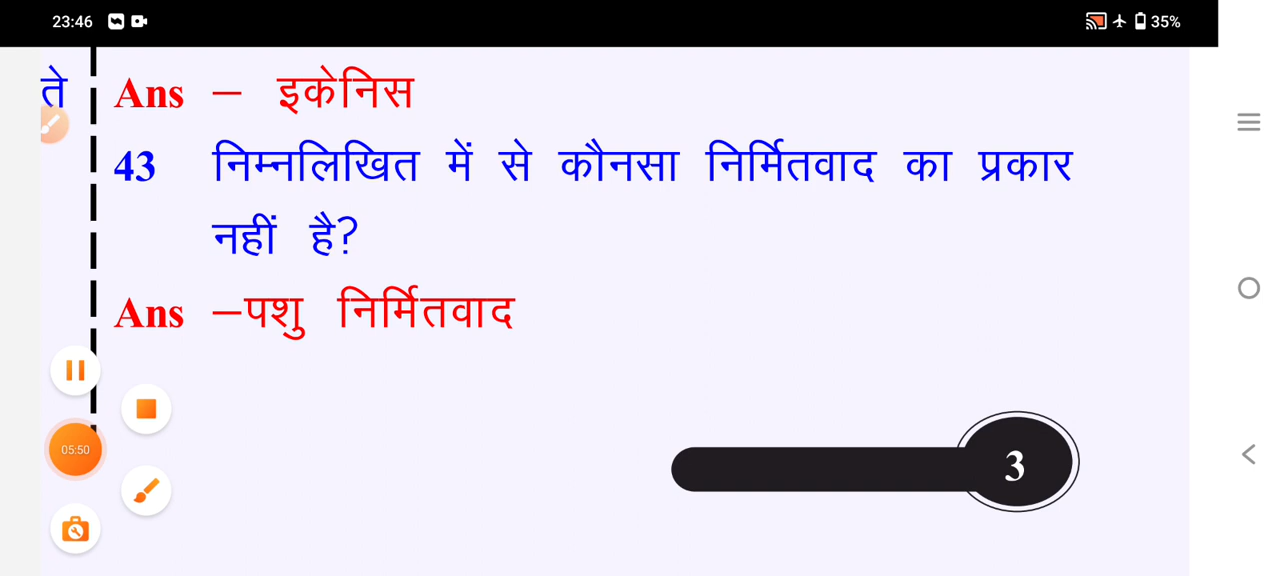 23:46 35%
ते Ans – इकेनिस
43 निम्नलिखित में से कौनसा निर्मितवाद का प्रकार
नहीं है?
Ans –पशु निर्मितवाद
05:50
3